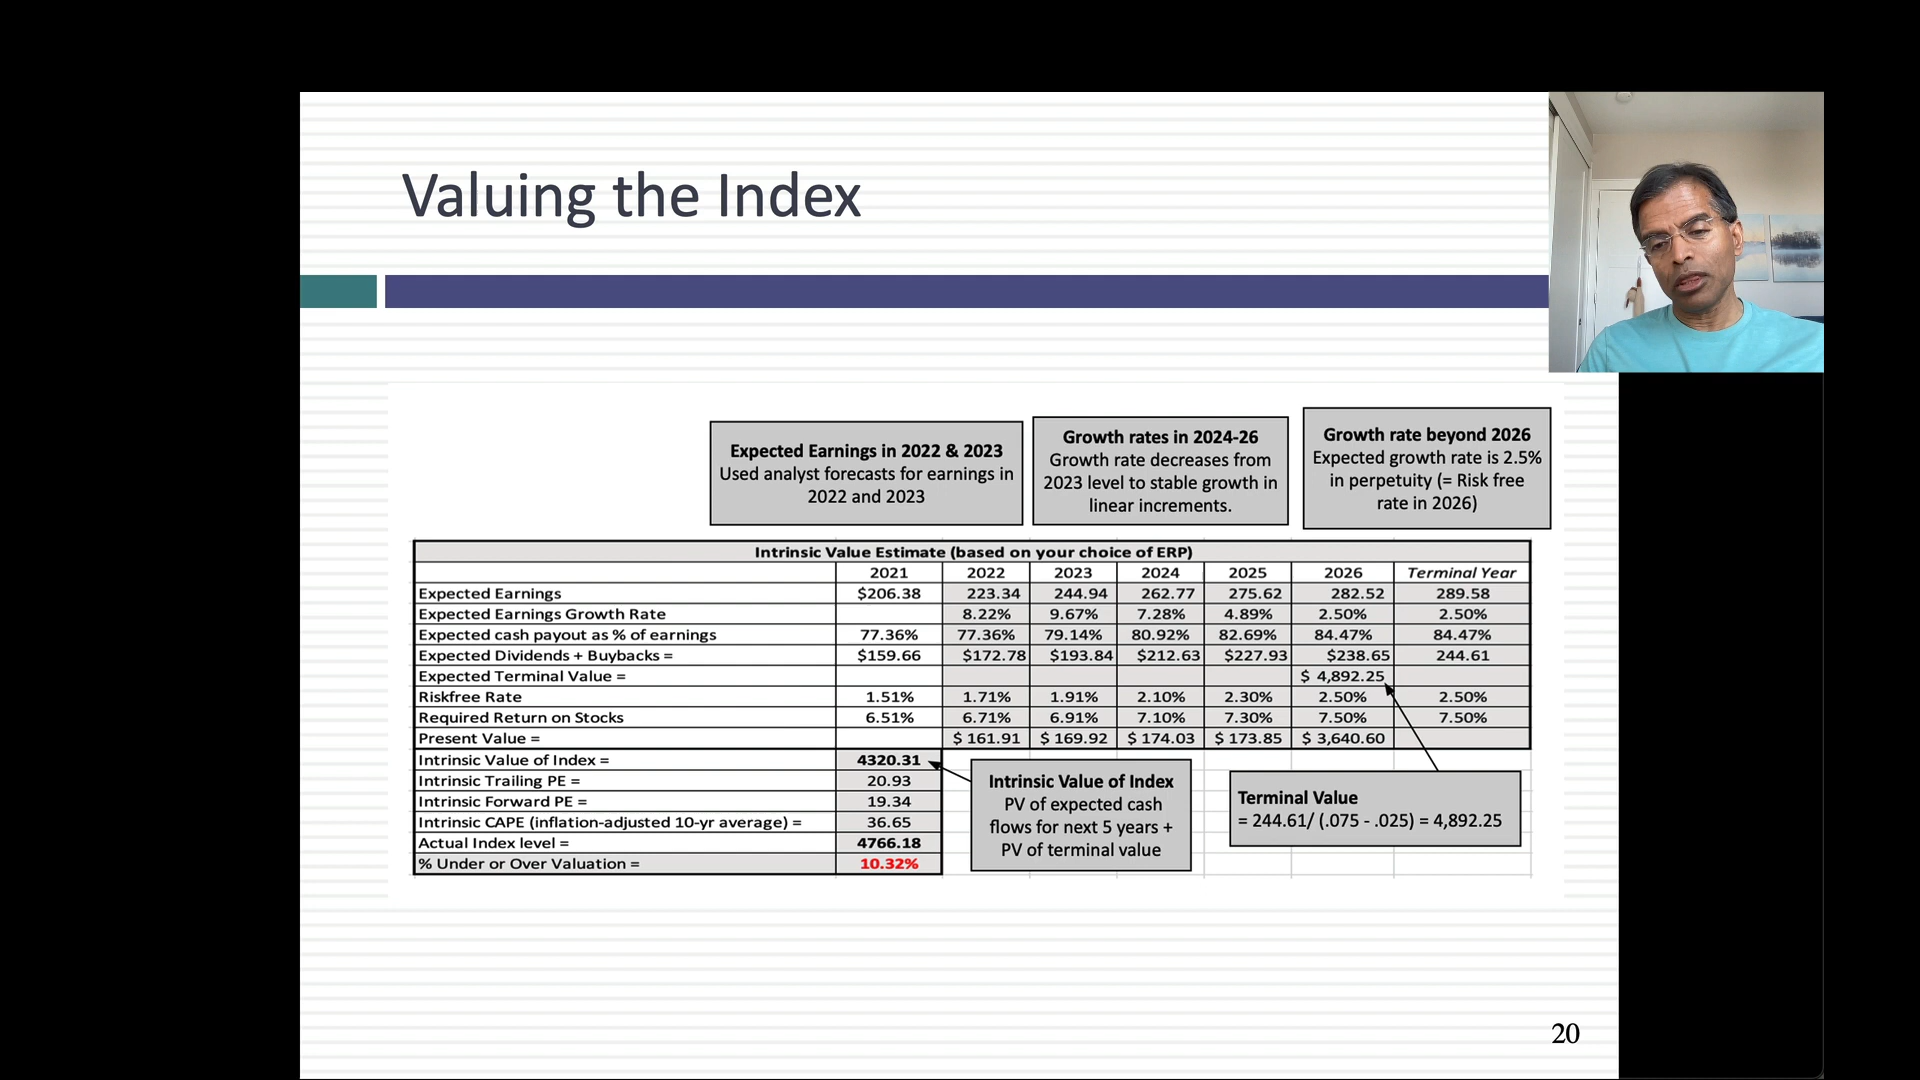 Valuing the Index
Expected Earnings in 2022 & 2023
Used analyst forecasts for earnings in
2022 and 2023
Growth rates in 2024-26
Growth rate decreases from
2023 level to stable growth in
linear increments.
Growth rate beyond 2026
Expected growth rate is 2.5%
in perpetuity (= Risk free
rate in 2026)
Intrinsic Value Estimate (based on your choice of ERP)
2021 2022 2023 2024 2025 2026 Terminal Year
Expected Earnings $206.38 223.34 244.94 262.77 275.62 282.52 289.58
Expected Earnings Growth Rate 8.22% 9.67% 7.28% 4.89% 2.50% 2.50%
Expected cash payout as % of earnings 77.36% 77.36% 79.14% 80.92% 82.69% 84.47% 84.47%
Expected Dividends + Buybacks = $159.66 $172.78 $193.84 $212.63 $227.93 $238.65 244.61
Expected Terminal Value = $ 4,892.25
Riskfree Rate 1.51% 1.71% 1.91% 2.10% 2.30% 2.50% 2.50%
Required Return on Stocks 6.51% 6.71% 6.91% 7.10% 7.30% 7.50% 7.50%
Present Value = $ 161.91 $ 169.92 $ 174.03 $ 173.85 $ 3,640.60
Intrinsic Value of Index = 4320.31
Intrinsic Trailing PE = 20.93
Intrinsic Forward PE = 19.34
Intrinsic CAPE (inflation-adjusted 10-yr average) = 36.65
Actual Index level = 4766.18
% Under or Over Valuation = 10.32%
Intrinsic Value of Index
PV of expected cash
flows for next 5 years +
PV of terminal value
Terminal Value
= 244.61/ (.075 - .025) = 4,892.25
20